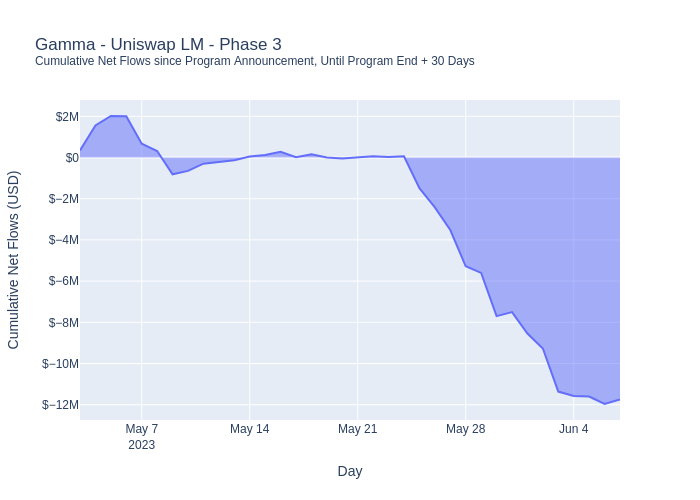 Gamma - Uniswap LM - Phase 3
Cumulative Net Flows since Program Announcement, Until Program End + 30 Days
Cumulative Net Flows (USD)
$2M
$0
$−2M
$−4M
$−6M
$−8M
$−10M
$−12M
May 7
2023
May 14
May 21
May 28
Jun 4
Day